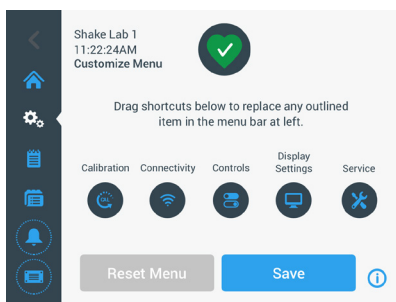 Shake Lab 1
11:22:24AM
Customize Menu
Drag shortcuts below to replace any outlined
item in the menu bar at left.
Calibration
Connectivity
Controls
Display
Settings
Service
CAL
Reset Menu
Save